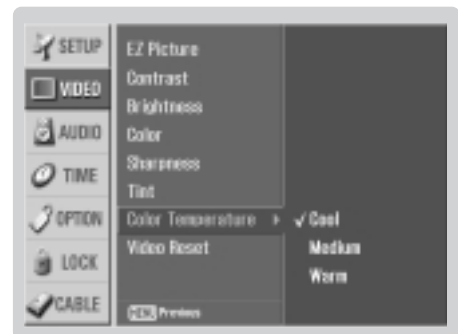 SETUP
VIDEO
AUDIO
TIME
OPTION
LOCK
CABLE
EZ Picture
Contrast
Brightness
Color
Sharpness
Tint
Color Temperature
Video Reset
MENU Previous
✓ Cool
Medium
Warm